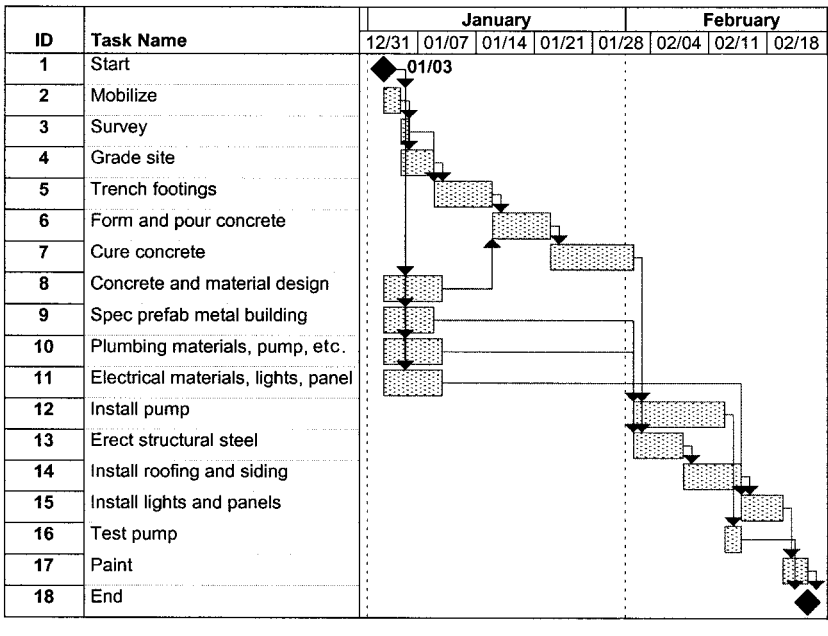 January February
ID Task Name 12/31 01/07 01/14 01/21 01/28 02/04 02/11 02/18
1 Start 01/03
2 Mobilize
3 Survey
4 Grade site
5 Trench footings
6 Form and pour concrete
7 Cure concrete
8 Concrete and material design
9 Spec prefab metal building
10 Plumbing materials, pump, etc.
11 Electrical materials, lights, panel
12 Install pump
13 Erect structural steel
14 Install roofing and siding
15 Install lights and panels
16 Test pump
17 Paint
18 End